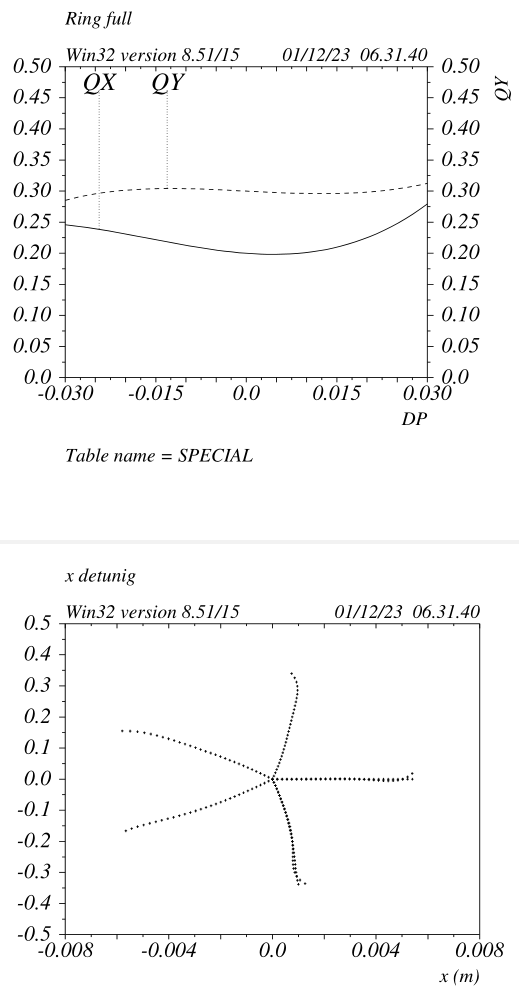 Ring full
Win32 version 8.51/15 01/12/23 06.31.40
0.50 QX QY 0.50 QY
0.45 0.45
0.40 0.40
0.35 0.35
0.30 0.30
0.25 0.25
0.20 0.20
0.15 0.15
0.10 0.10
0.05 0.05
0.0 0.0
-0.030 -0.015 0.0 0.015 0.030
DP
Table name = SPECIAL
x detunig
Win32 version 8.51/15 01/12/23 06.31.40
0.5
0.4
0.3
0.2
0.1
0.0
-0.1
-0.2
-0.3
-0.4
-0.5
-0.008 -0.004 0.0 0.004 0.008
x (m)